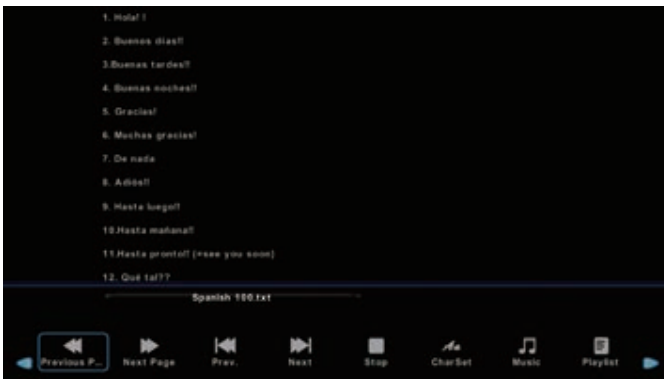 1. Hola! !
2. Buenos días!!
3.Buenas tardes!!
4. Buenas noches!!
5. Gracias!
6. Muchas gracias!
7. De nada
8. Adiós!!
9. Hasta luego!!
10.Hasta mañana!!
11.Hasta pronto!! (=see you soon)
12. Qué tal??
Spanish 100.txt
Previous P... Next Page Prev. Next Stop CharSet Music Playlist